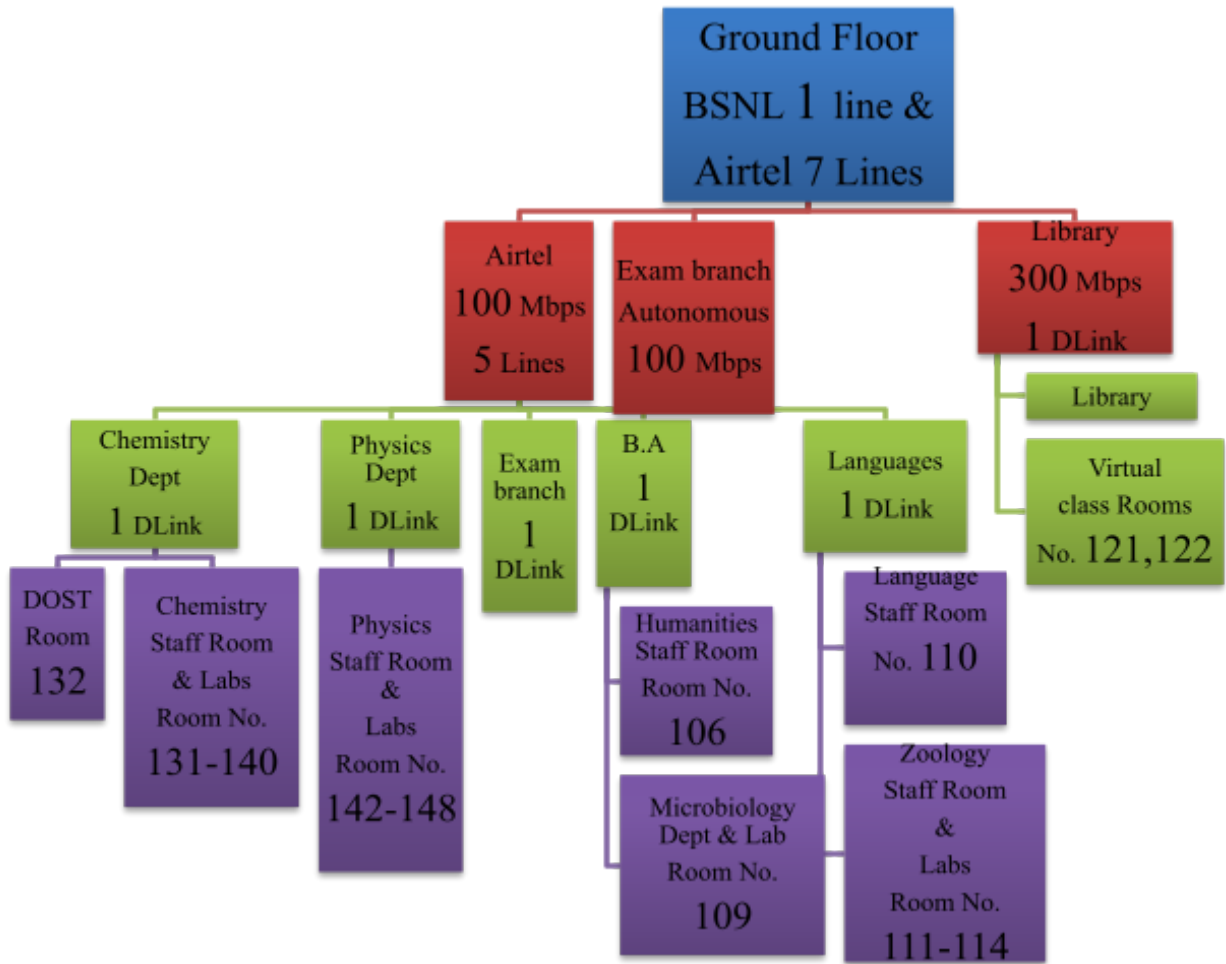 Ground Floor
BSNL 1 line &
Airtel 7 Lines
Airtel
100 Mbps
5 Lines
Exam branch
Autonomous
100 Mbps
Library
300 Mbps
1 DLink
Chemistry
Dept
1 DLink
Physics
Dept
1 DLink
Exam
branch
1
DLink
B.A
1
DLink
Languages
1 DLink
Library
Virtual
class Rooms
No. 121,122
DOST
Room
132
Chemistry
Staff Room
& Labs
Room No.
131-140
Physics
Staff Room
&
Labs
Room No.
142-148
Humanities
Staff Room
Room No.
106
Microbiology
Dept & Lab
Room No.
109
Language
Staff Room
No. 110
Zoology
Staff Room
&
Labs
Room No.
111-114